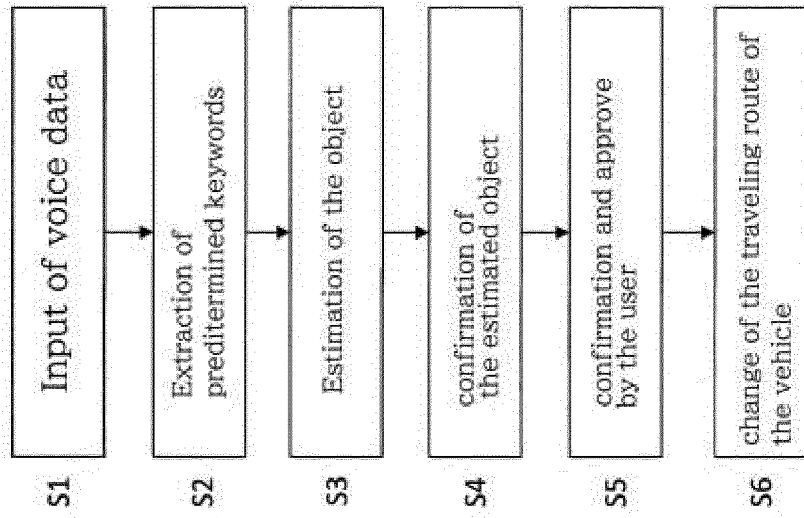 S1
Input of voice data
S2
Extraction of
preditermined keywords
S3
Estimation of the object
S4
confirmation of
the estimated object
S5
confirmation and approve
by the user
S6
change of the traveling route of
the vehicle